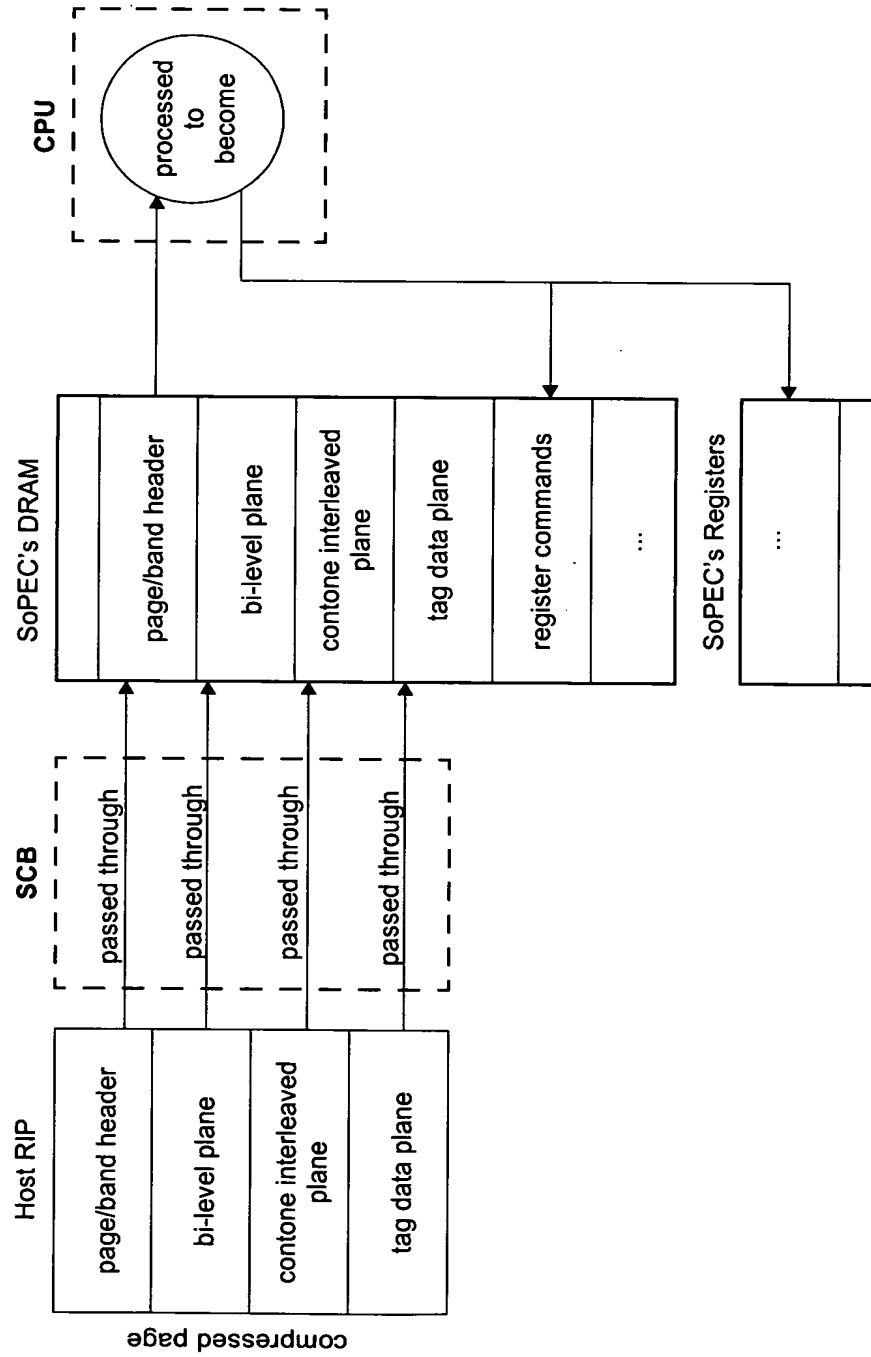 compressed page
Host RIP
page/band header
bi-level plane
contone interleaved
plane
tag data plane
SCB
passed through
passed through
passed through
passed through
SoPEC's DRAM
page/band header
bi-level plane
contone interleaved
plane
tag data plane
register commands
...
SoPEC's Registers
...
CPU
processed
to
become